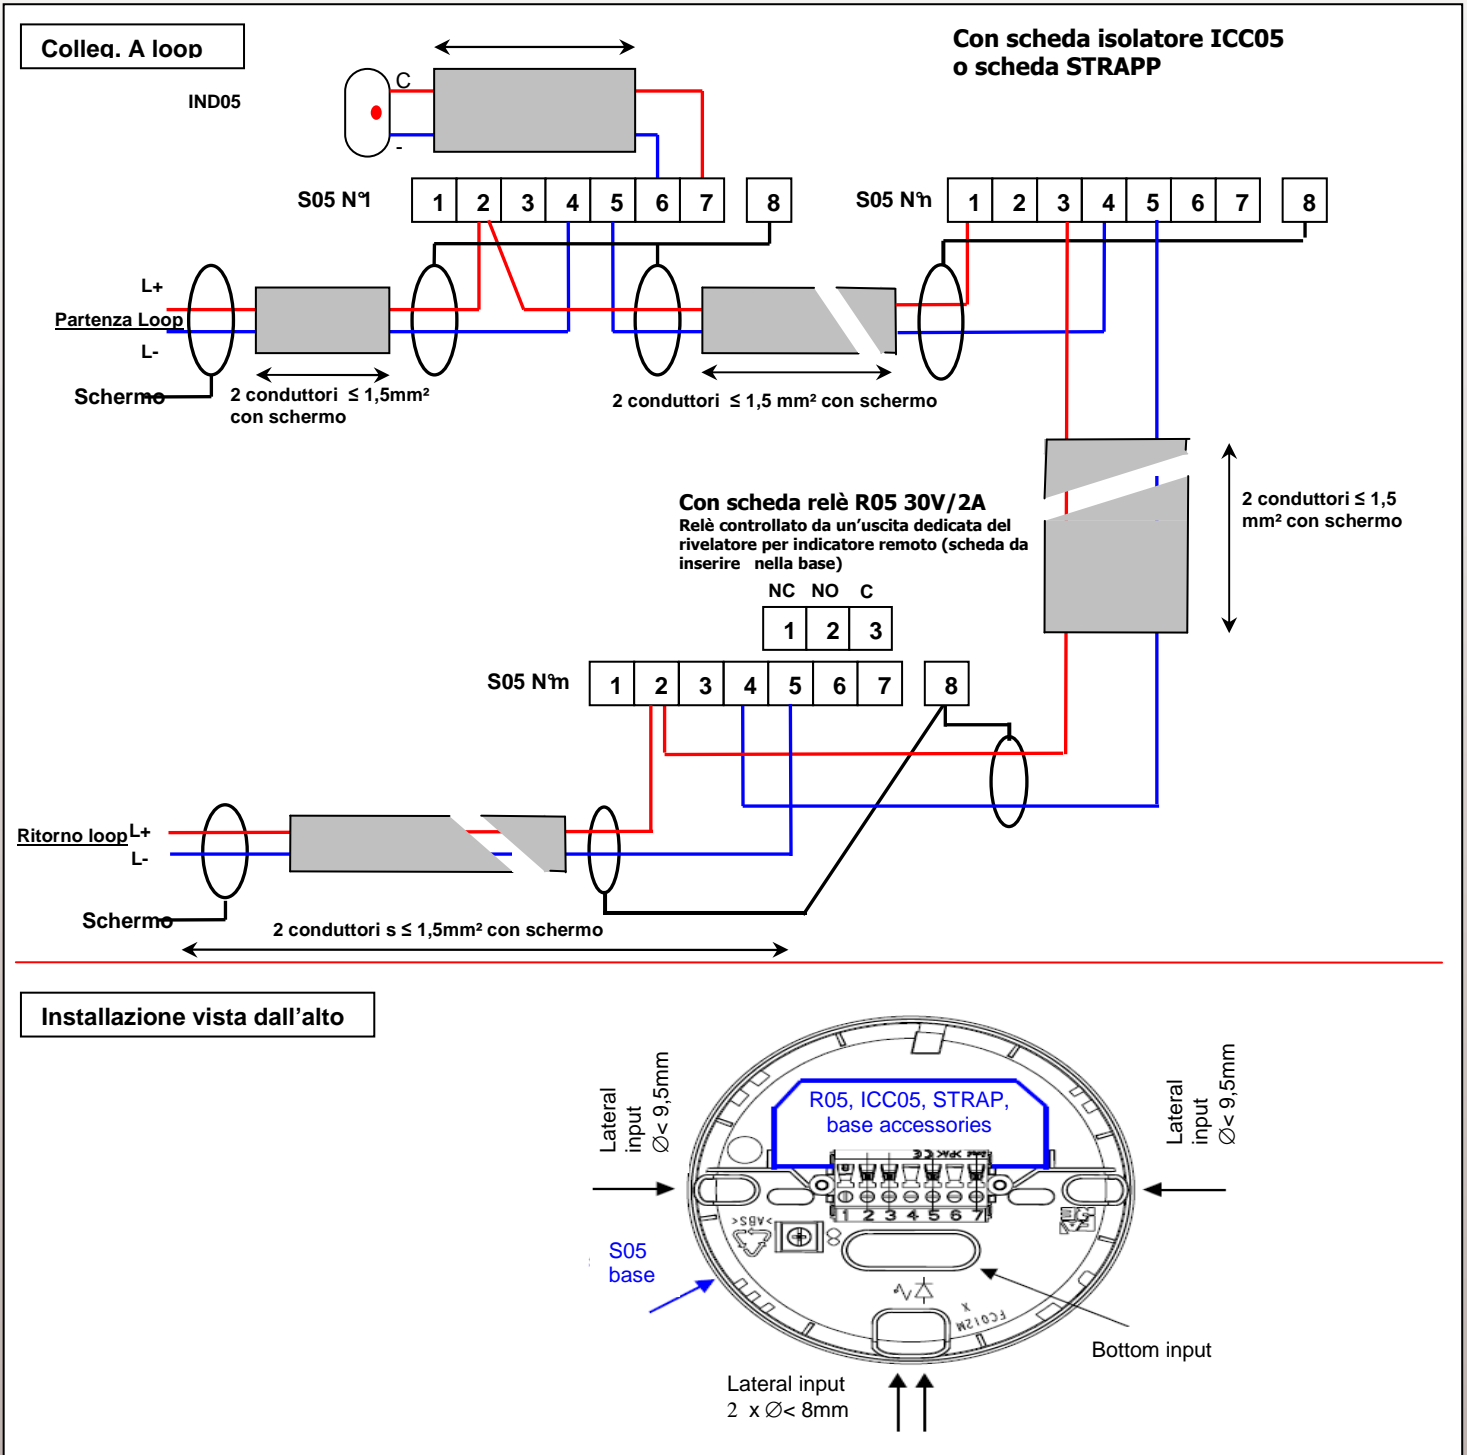 Colleg. A loop
Con scheda isolatore ICC05
o scheda STRAPP
IND05
C
-
S05 N°1
1 2 3 4 5 6 7 8
S05 N°n
1 2 3 4 5 6 7 8
L+
Partenza Loop
L-
Schermo
2 conduttori ≤ 1,5mm²
con schermo
2 conduttori ≤ 1,5 mm² con schermo
2 conduttori ≤ 1,5
mm² con schermo
Con scheda relè R05 30V/2A
Relè controllato da un'uscita dedicata del
rivelatore per indicatore remoto (scheda da
inserire nella base)
NC NO C
1 2 3
S05 N°m
1 2 3 4 5 6 7 8
Ritorno loop L+
L-
Schermo
2 conduttori s ≤ 1,5mm² con schermo
Installazione vista dall'alto
Lateral
input
∅< 9,5mm
Lateral
input
∅< 9,5mm
R05, ICC05, STRAP,
base accessories
1 2 3 4 5 6 7
>ABS<
S05
base
FC012M
X
Bottom input
Lateral input
2 x ∅< 8mm